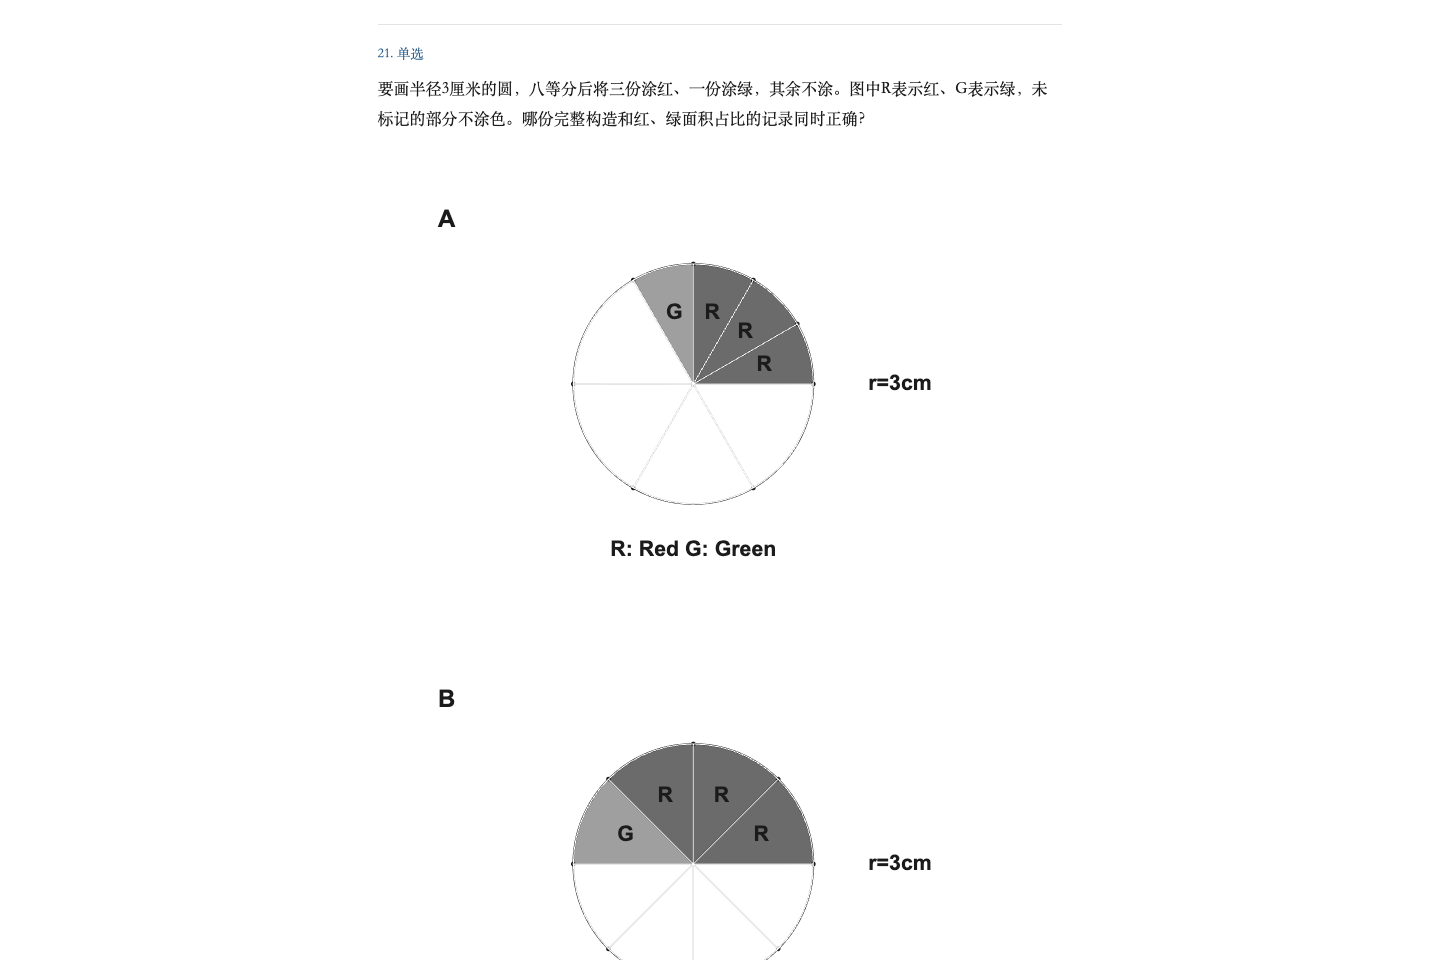 21. 单选
要画半径3厘米的圆，八等分后将三份涂红、一份涂绿，其余不涂。图中R表示红、G表示绿，未
标记的部分不涂色。哪份完整构造和红、绿面积占比的记录同时正确?
A
G R
R
R
r=3cm
R: Red G: Green
B
R R
G R
r=3cm